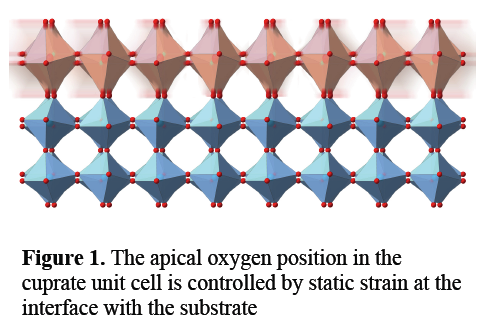 Figure 1. The apical oxygen position in the
cuprate unit cell is controlled by static strain at the
interface with the substrate